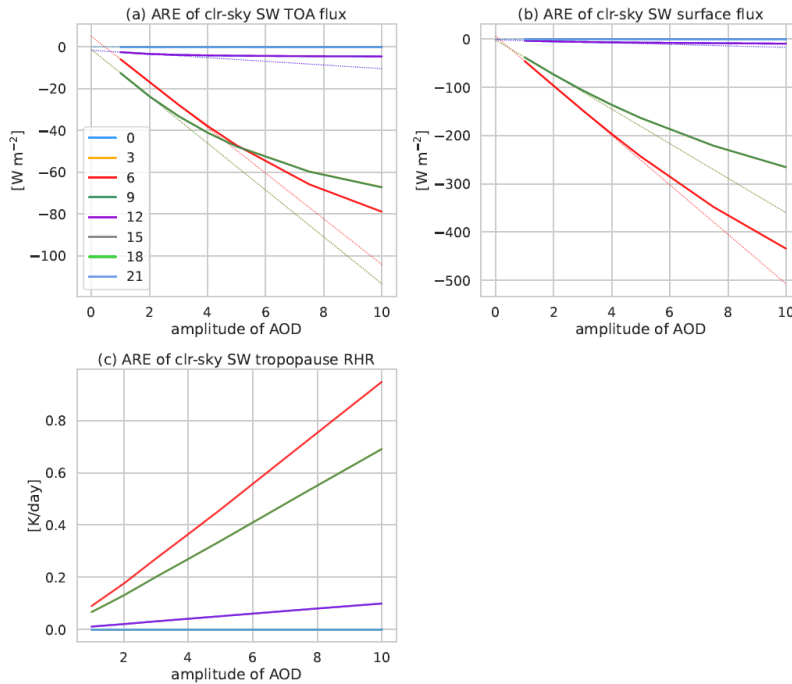 (a) ARE of clr-sky SW TOA flux
[W m⁻²]
0
−20
−40
−60
−80
−100
0
3
6
9
12
15
18
21
0 2 4 6 8 10
amplitude of AOD
(b) ARE of clr-sky SW surface flux
[W m⁻²]
0
−100
−200
−300
−400
−500
0 2 4 6 8 10
amplitude of AOD
(c) ARE of clr-sky SW tropopause RHR
[K/day]
0.8
0.6
0.4
0.2
0.0
2 4 6 8 10
amplitude of AOD